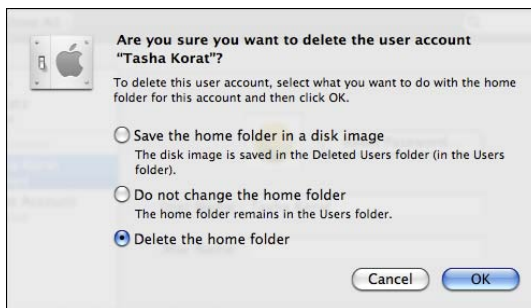 Are you sure you want to delete the user account
“Tasha Korat”?
To delete this user account, select what you want to do with the home
folder for this account and then click OK.
Save the home folder in a disk image
The disk image is saved in the Deleted Users folder (in the Users
folder).
Do not change the home folder
The home folder remains in the Users folder.
Delete the home folder
Cancel
OK